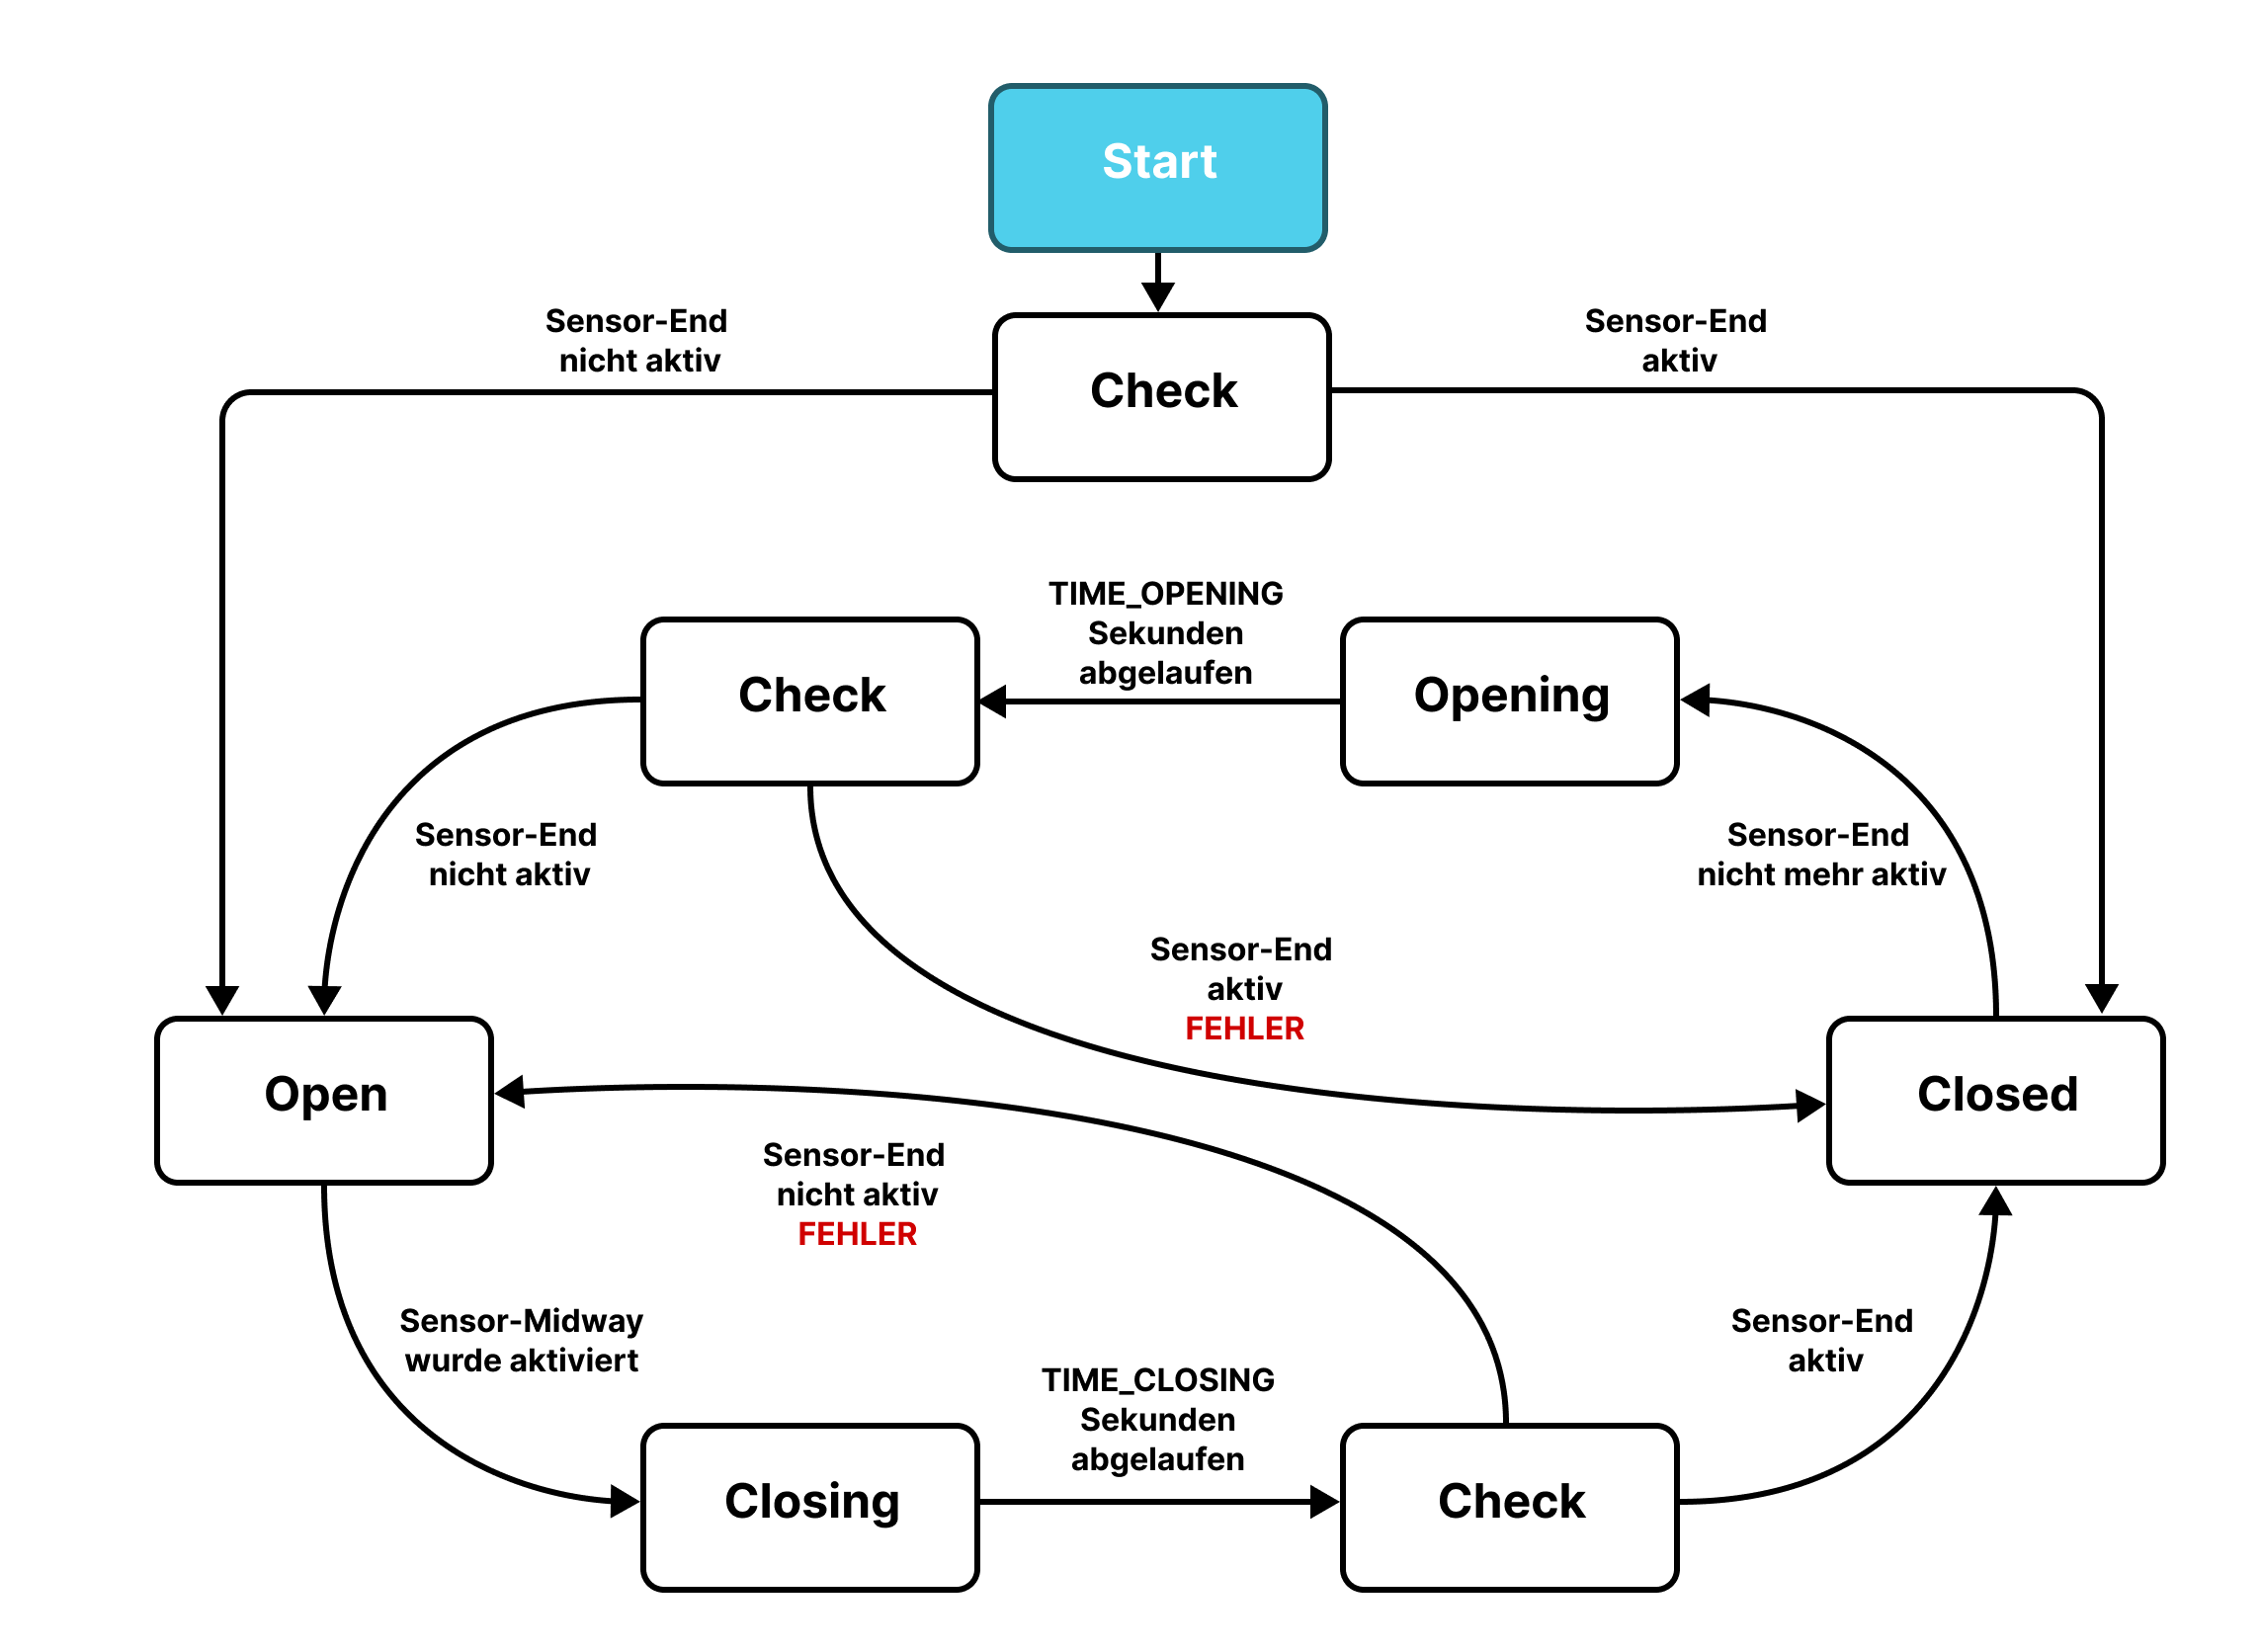 Start
Sensor-End
nicht aktiv
Sensor-End
aktiv
Check
TIME_OPENING
Sekunden
abgelaufen
Check
Opening
Sensor-End
nicht aktiv
Sensor-End
nicht mehr aktiv
Sensor-End
aktiv
FEHLER
Open
Closed
Sensor-End
nicht aktiv
FEHLER
Sensor-Midway
wurde aktiviert
Sensor-End
aktiv
TIME_CLOSING
Sekunden
abgelaufen
Closing
Check